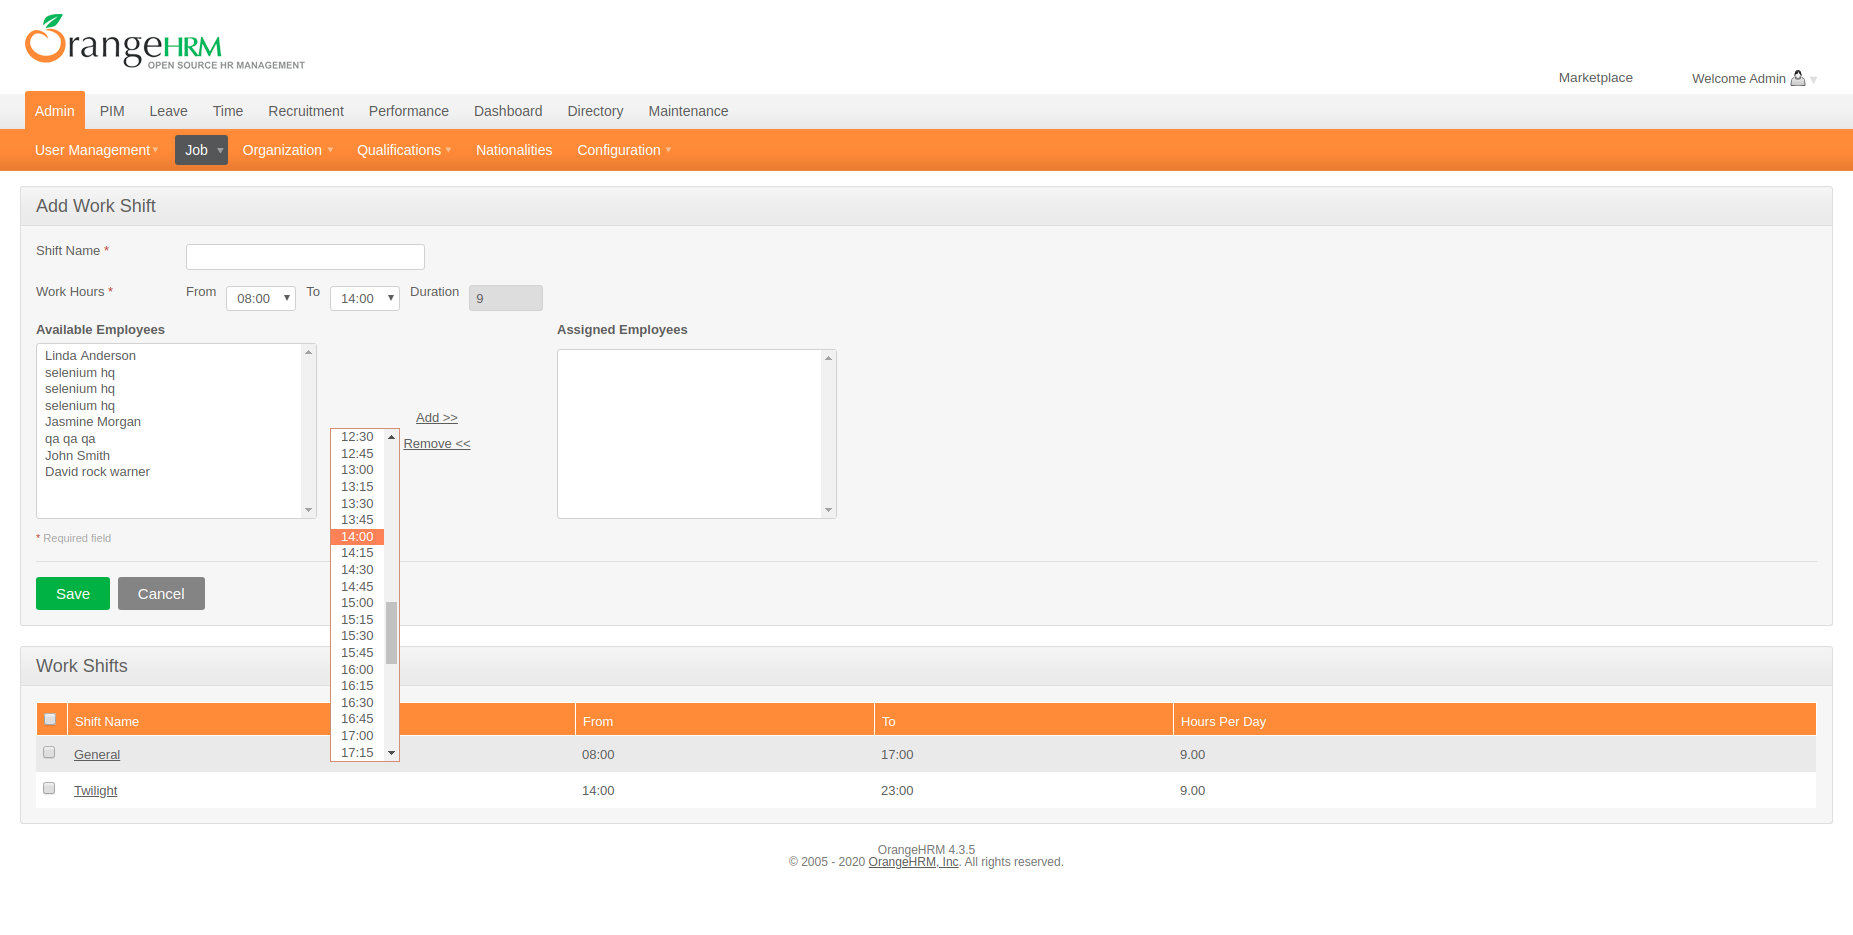 OrangeHRM
OPEN SOURCE HR MANAGEMENT
Marketplace
Welcome Admin
Admin PIM Leave Time Recruitment Performance Dashboard Directory Maintenance
User Management Job Organization Qualifications Nationalities Configuration
Add Work Shift
Shift Name *
Work Hours * From 08:00 To 14:00 Duration 9
Available Employees
Linda Anderson
selenium hq
selenium hq
selenium hq
Jasmine Morgan
qa qa qa
John Smith
David rock warner
Add >>
Remove <<
Assigned Employees
12:30
12:45
13:00
13:15
13:30
13:45
14:00
14:15
14:30
14:45
15:00
15:15
15:30
15:45
16:00
16:15
16:30
16:45
17:00
17:15
* Required field
Save Cancel
Work Shifts
Shift Name From To Hours Per Day
General 08:00 17:00 9.00
Twilight 14:00 23:00 9.00
OrangeHRM 4.3.5
© 2005 - 2020 OrangeHRM, Inc. All rights reserved.